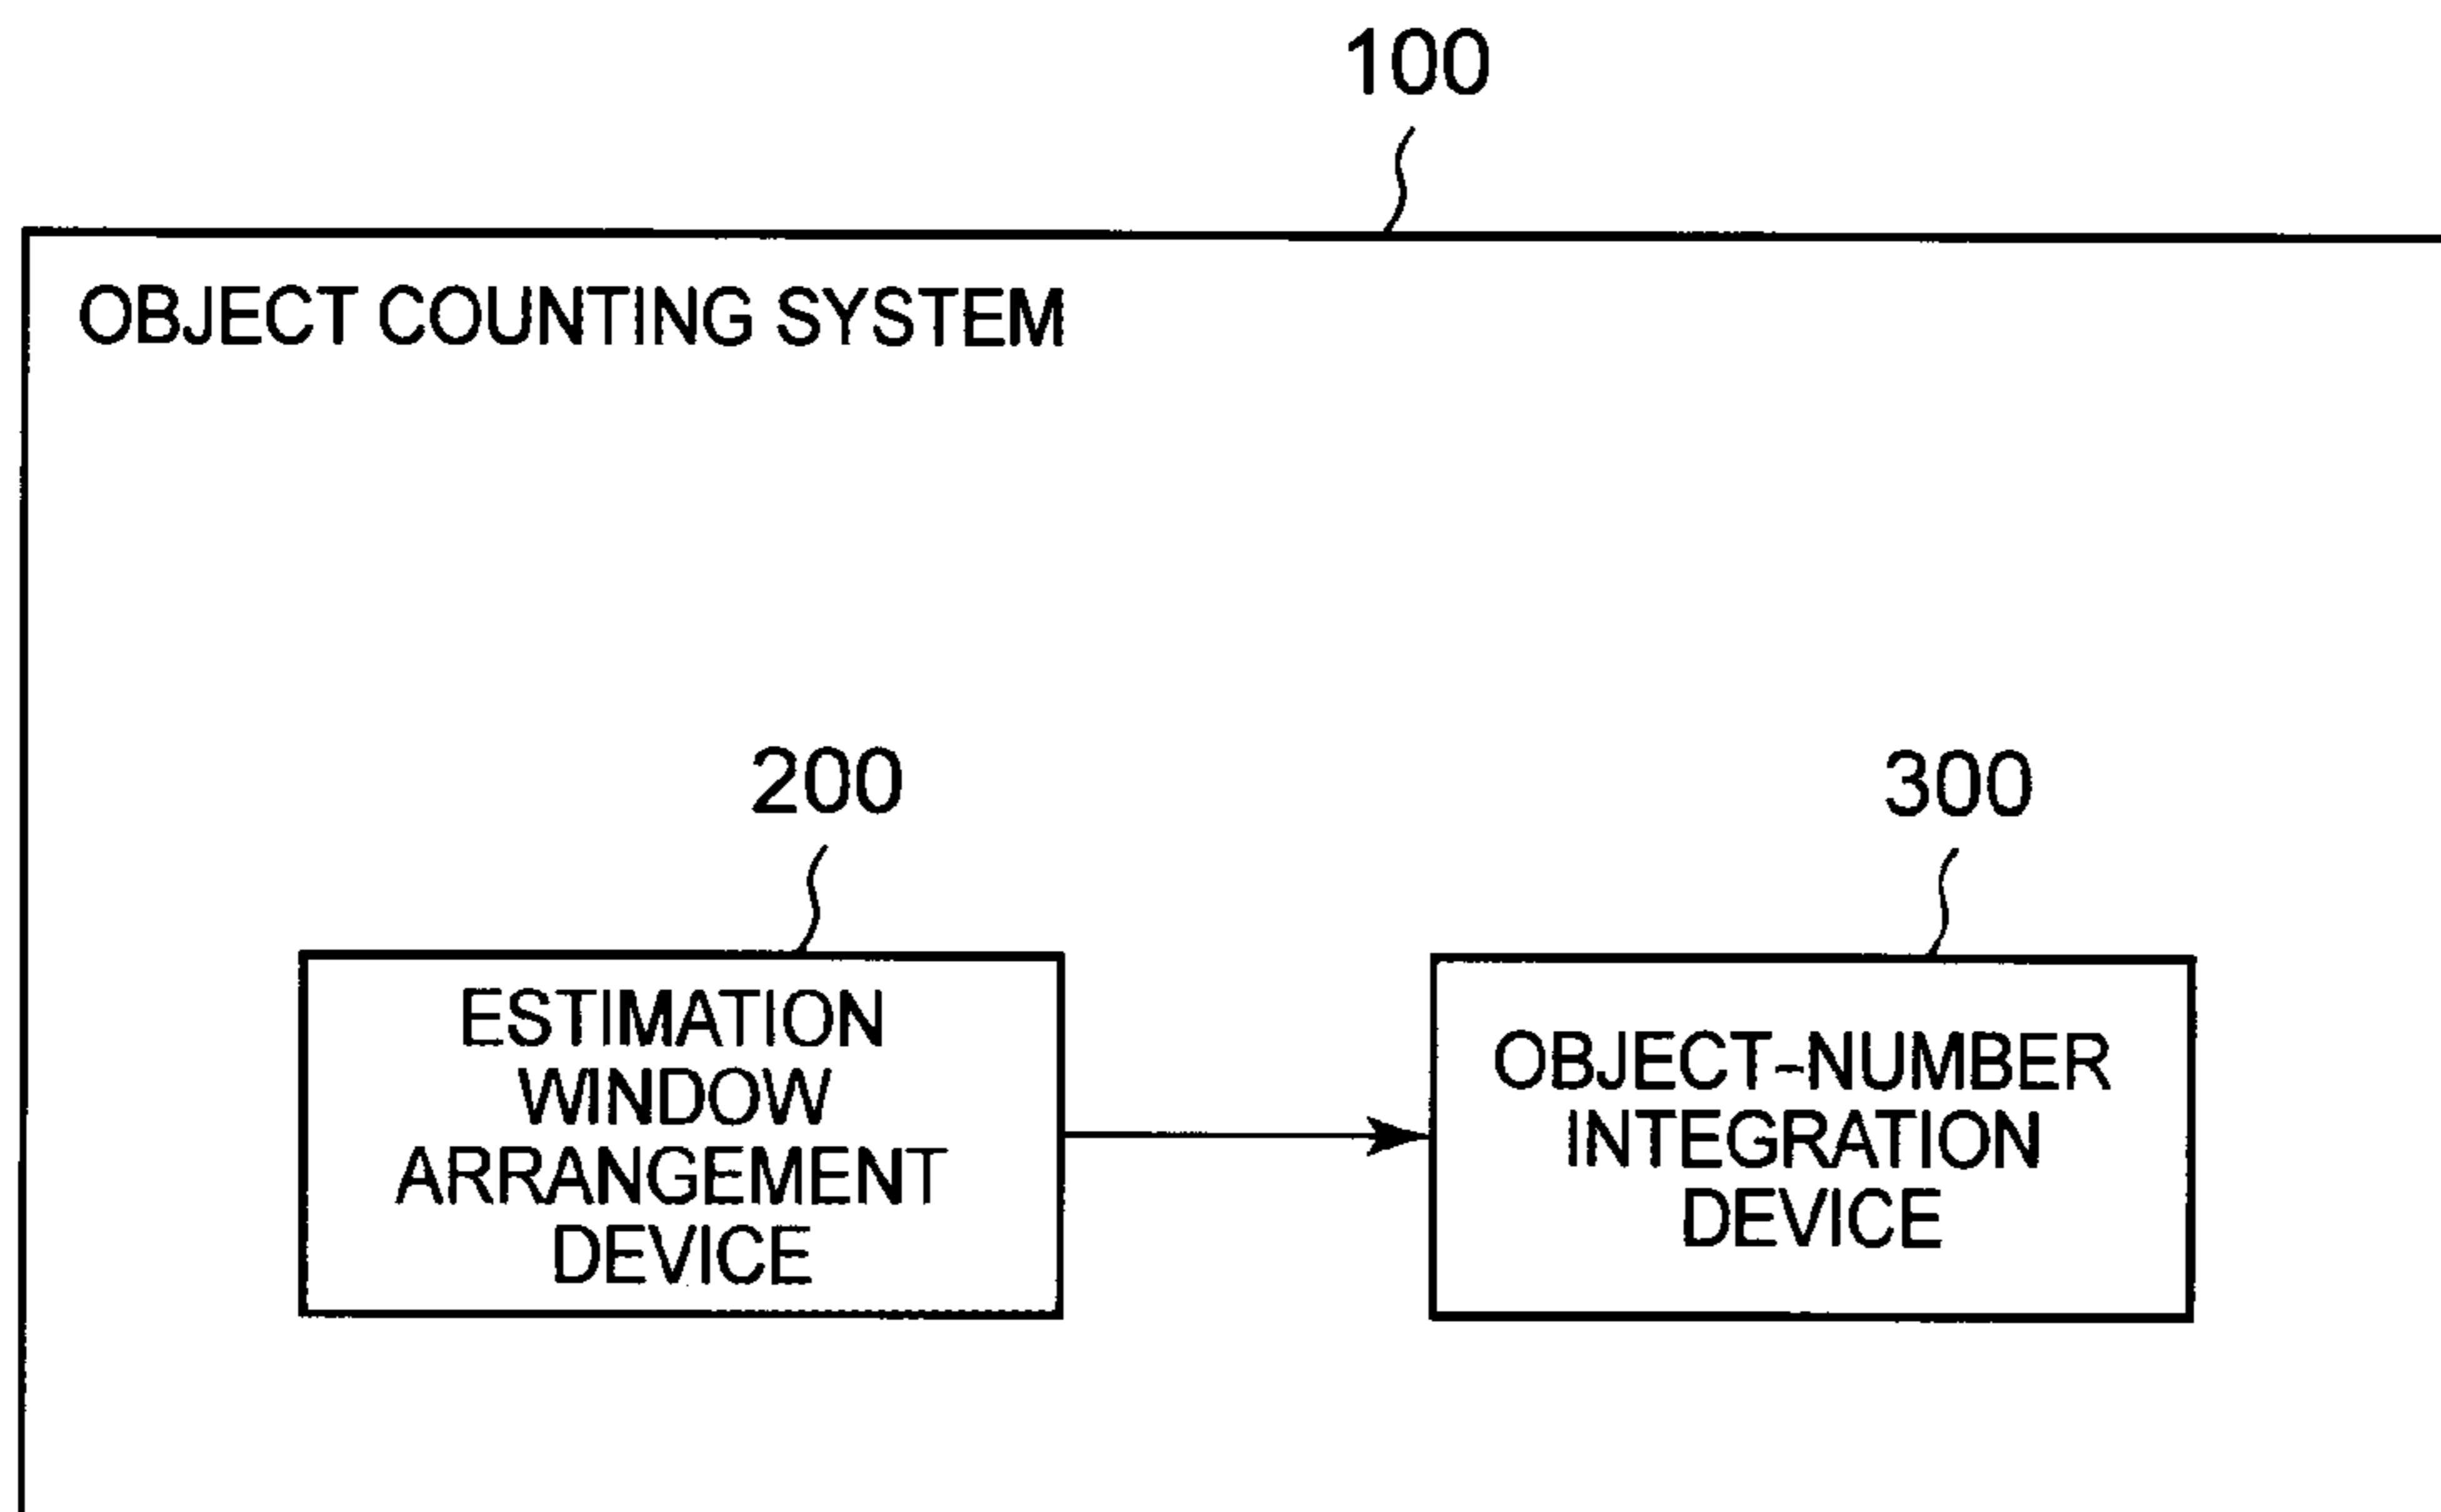 100
OBJECT COUNTING SYSTEM
200
300
ESTIMATION
WINDOW
ARRANGEMENT
DEVICE
OBJECT-NUMBER
INTEGRATION
DEVICE